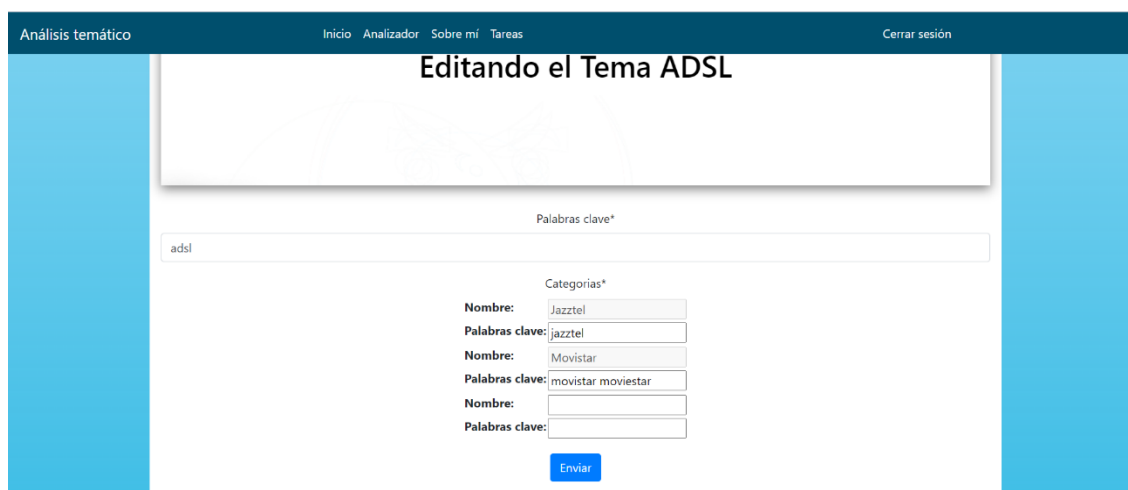 Análisis temático Inicio Analizador Sobre mí Tareas Cerrar sesión
Editando el Tema ADSL
Palabras clave*
adsl
Categorias*
Nombre: Jazztel
Palabras clave: jazztel
Nombre: Movistar
Palabras clave: movistar moviestar
Nombre:
Palabras clave:
Enviar